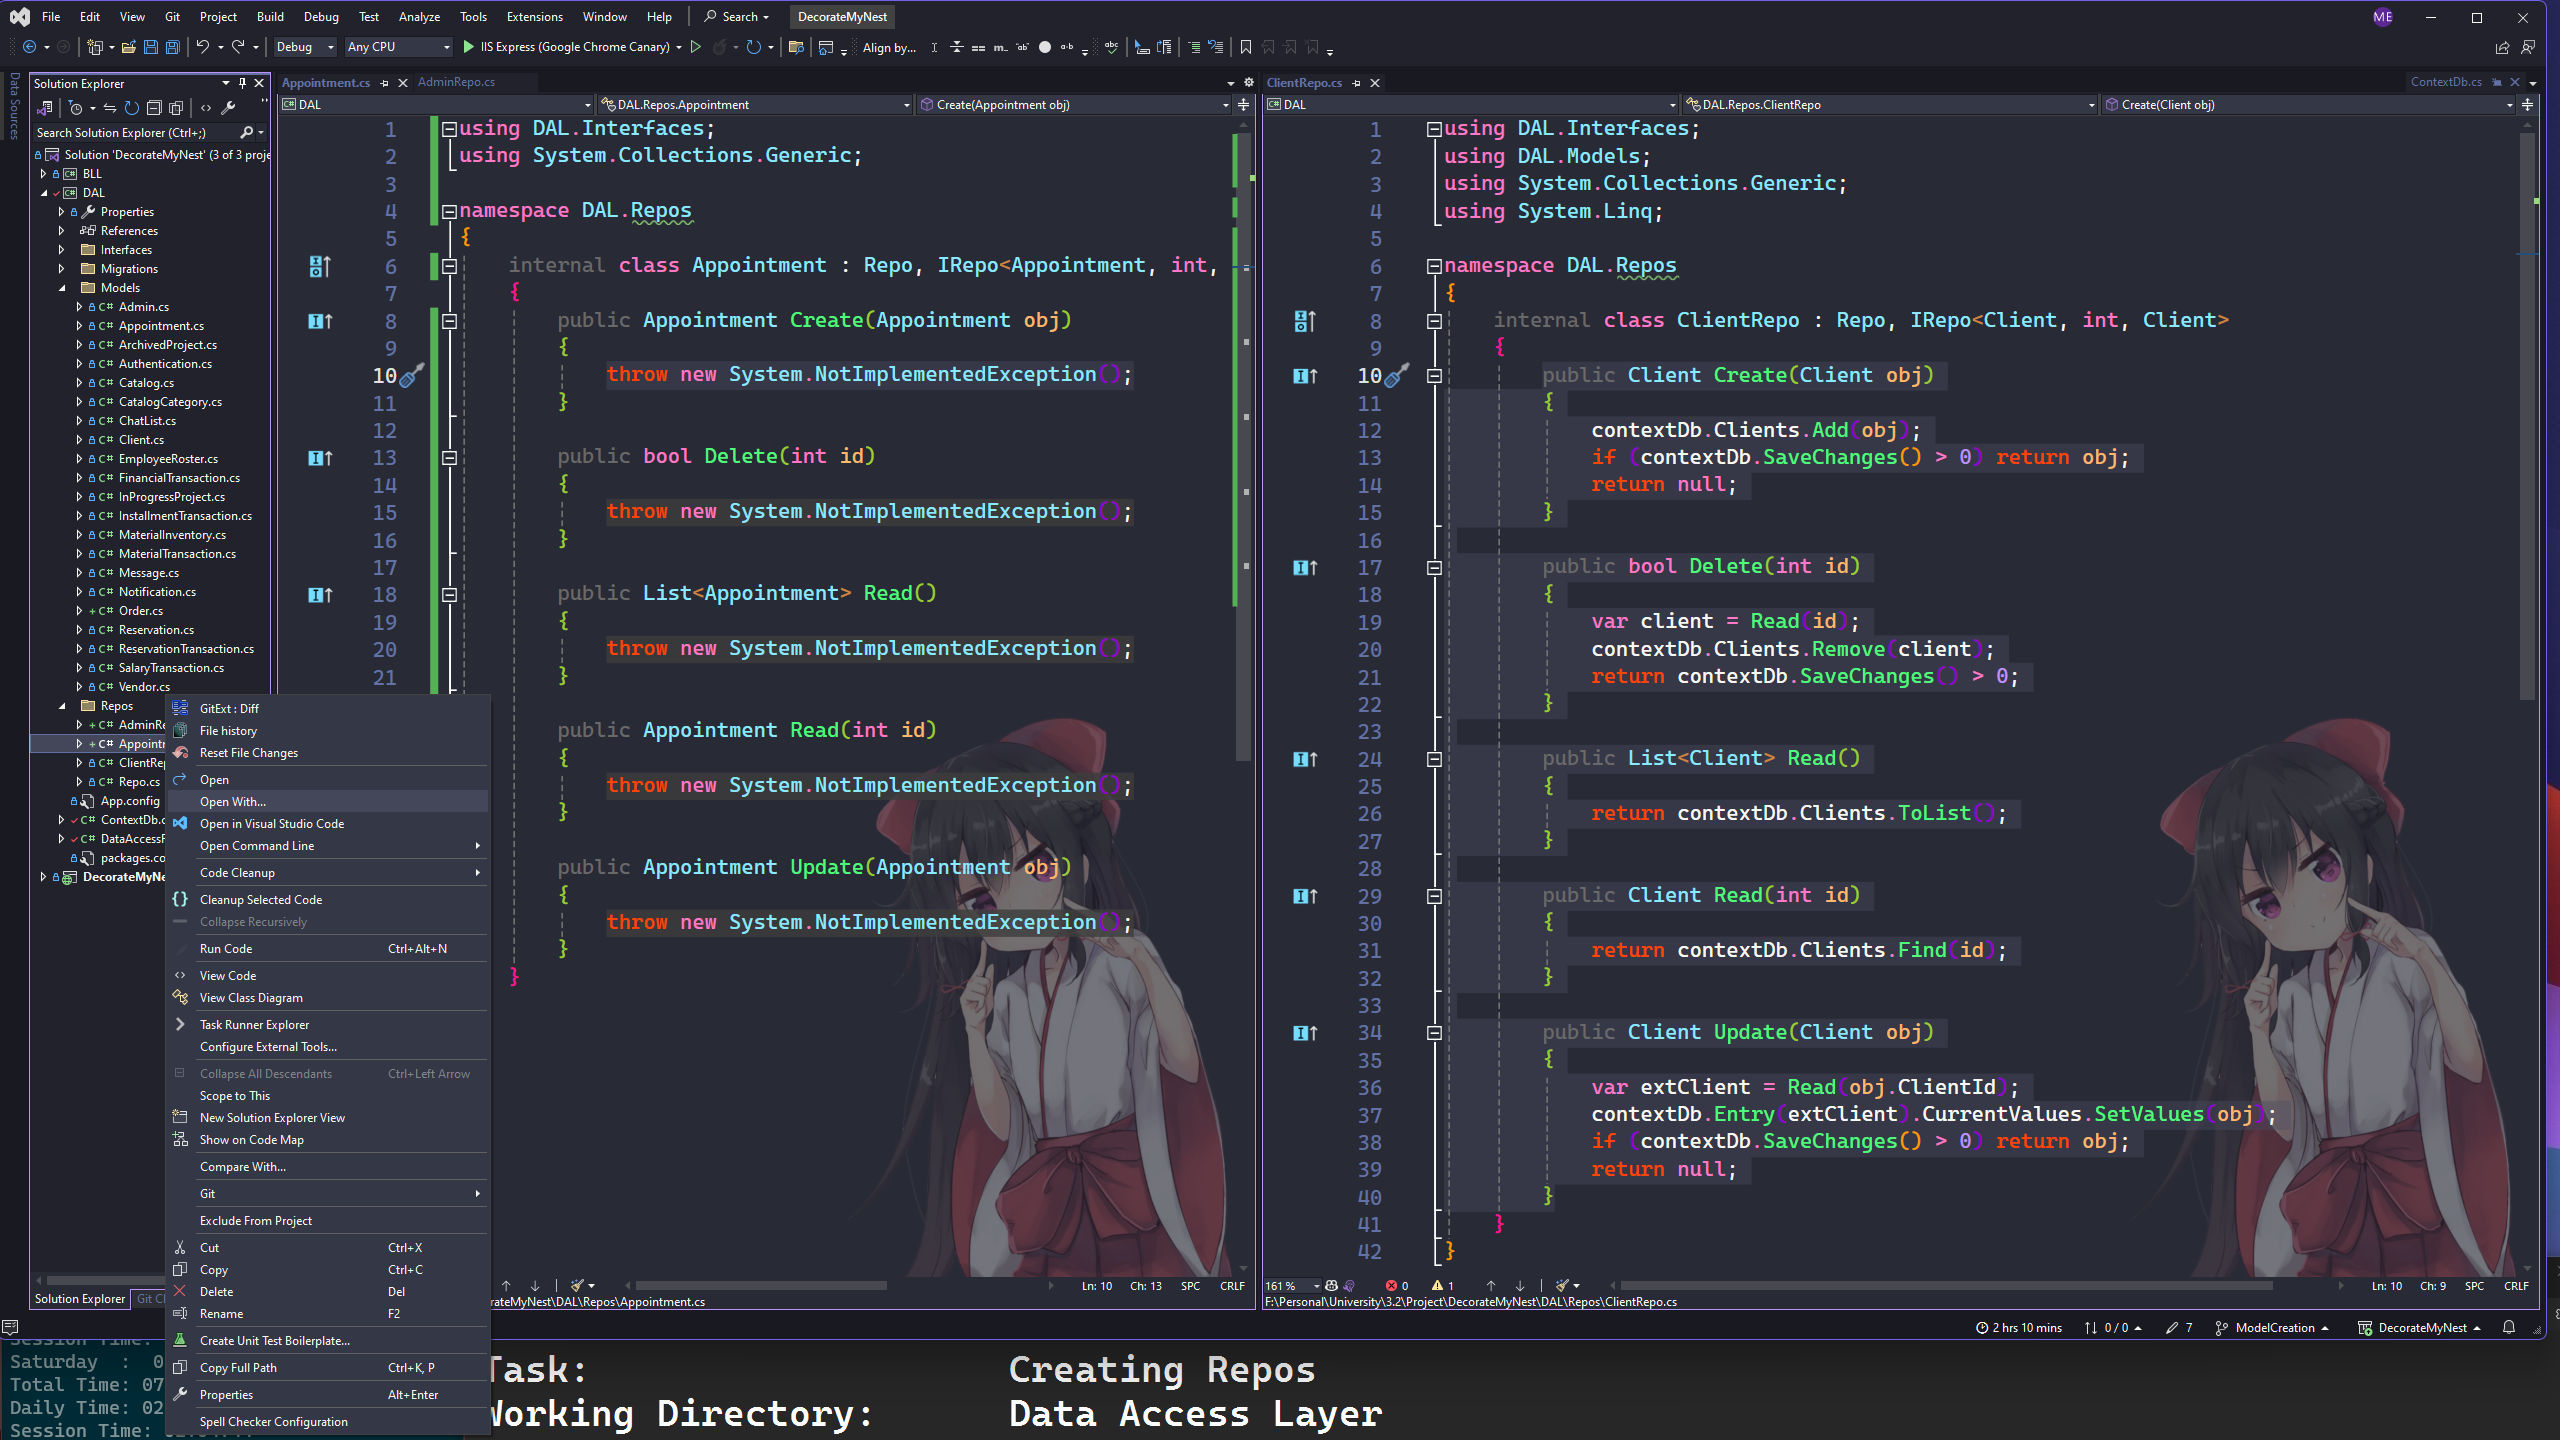 File Edit View Git Project Build Debug Test Analyze Tools Extensions Window Help Search DecorateMyNest ME
Debug Any CPU IIS Express (Google Chrome Canary) Align by...
Data Sources
Solution Explorer
Search Solution Explorer (Ctrl+;)
Solution 'DecorateMyNest' (3 of 3 proje
BLL
DAL
Properties
References
Interfaces
Migrations
Models
C# Admin.cs
C# Appointment.cs
C# ArchivedProject.cs
C# Authentication.cs
C# Catalog.cs
C# CatalogCategory.cs
C# ChatList.cs
C# Client.cs
C# EmployeeRoster.cs
C# FinancialTransaction.cs
C# InProgressProject.cs
C# InstallmentTransaction.cs
C# MaterialInventory.cs
C# MaterialTransaction.cs
C# Message.cs
C# Notification.cs
C# Order.cs
C# Reservation.cs
C# ReservationTransaction.cs
C# SalaryTransaction.cs
C# Vendor.cs
Repos
C# AdminRe
C# Appointr
C# ClientRep
C# Repo.cs
App.config
C# ContextDb.c
C# DataAccessF
packages.co
DecorateMyNe
Solution Explorer Git C
GitExt : Diff
File history
Reset File Changes
Open
Open With...
Open in Visual Studio Code
Open Command Line
Code Cleanup
Cleanup Selected Code
Collapse Recursively
Run Code Ctrl+Alt+N
View Code
View Class Diagram
Task Runner Explorer
Configure External Tools...
Collapse All Descendants Ctrl+Left Arrow
Scope to This
New Solution Explorer View
Show on Code Map
Compare With...
Git
Exclude From Project
Cut Ctrl+X
Copy Ctrl+C
Delete Del
Rename F2
Create Unit Test Boilerplate...
Copy Full Path Ctrl+K, P
Properties Alt+Enter
Spell Checker Configuration
Appointment.cs AdminRepo.cs
DAL DAL.Repos.Appointment Create(Appointment obj)
1 using DAL.Interfaces;
2 using System.Collections.Generic;
3
4 namespace DAL.Repos
5 {
6 internal class Appointment : Repo, IRepo<Appointment, int,
7 {
8 public Appointment Create(Appointment obj)
9 {
10 throw new System.NotImplementedException();
11 }
12
13 public bool Delete(int id)
14 {
15 throw new System.NotImplementedException();
16 }
17
18 public List<Appointment> Read()
19 {
20 throw new System.NotImplementedException();
21 }
public Appointment Read(int id)
{
throw new System.NotImplementedException();
}
public Appointment Update(Appointment obj)
{
throw new System.NotImplementedException();
}
}
Ln: 10 Ch: 13 SPC CRLF
rateMyNest\DAL\Repos\Appointment.cs
ClientRepo.cs ContextDb.cs
DAL DAL.Repos.ClientRepo Create(Client obj)
1 using DAL.Interfaces;
2 using DAL.Models;
3 using System.Collections.Generic;
4 using System.Linq;
5
6 namespace DAL.Repos
7 {
8 internal class ClientRepo : Repo, IRepo<Client, int, Client>
9 {
10 public Client Create(Client obj)
11 {
12 contextDb.Clients.Add(obj);
13 if (contextDb.SaveChanges() > 0) return obj;
14 return null;
15 }
16
17 public bool Delete(int id)
18 {
19 var client = Read(id);
20 contextDb.Clients.Remove(client);
21 return contextDb.SaveChanges() > 0;
22 }
23
24 public List<Client> Read()
25 {
26 return contextDb.Clients.ToList();
27 }
28
29 public Client Read(int id)
30 {
31 return contextDb.Clients.Find(id);
32 }
33
34 public Client Update(Client obj)
35 {
36 var extClient = Read(obj.ClientId);
37 contextDb.Entry(extClient).CurrentValues.SetValues(obj);
38 if (contextDb.SaveChanges() > 0) return obj;
39 return null;
40 }
41 }
42 }
161 % 0 1 Ln: 10 Ch: 9 SPC CRLF
F:\Personal\University\3.2\Project\DecorateMyNest\DAL\Repos\ClientRepo.cs
2 hrs 10 mins 0 / 0 7 ModelCreation DecorateMyNest
Session Time:
Saturday : 0
Total Time: 07
Daily Time: 02
Session Time:
Task: Creating Repos
Working Directory: Data Access Layer